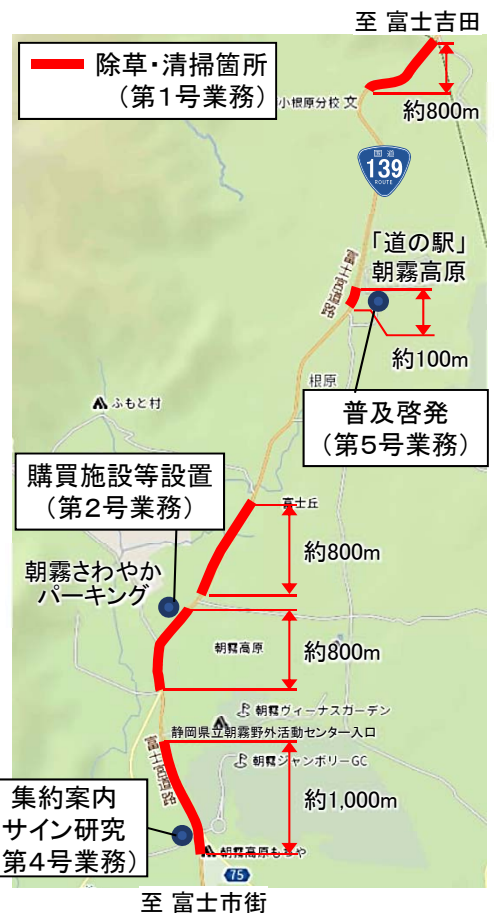 至 富士吉田
除草・清掃箇所
（第1号業務）
小根原分校 文
約800m
国道
139
ROUTE
「道の駅」
朝霧高原
富士宮道路
約100m
根原
普及啓発
（第5号業務）
ふもと村
購買施設等設置
（第2号業務）
富士丘
約800m
朝霧さわやか
パーキング
朝霧高原
約800m
朝霧ヴィーナスガーデン
静岡県立朝霧野外活動センター入口
富士宮道路
朝霧ジャンボリーGC
集約案内
サイン研究
第4号業務）
約1,000m
朝霧高原もちや
75
至 富士市街